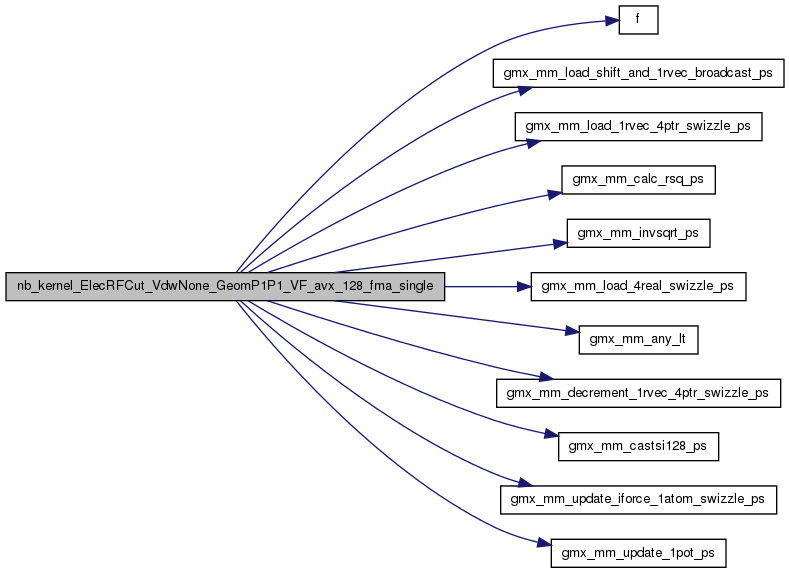 f
gmx_mm_load_shift_and_1rvec_broadcast_ps
gmx_mm_load_1rvec_4ptr_swizzle_ps
gmx_mm_calc_rsq_ps
gmx_mm_invsqrt_ps
nb_kernel_ElecRFCut_VdwNone_GeomP1P1_VF_avx_128_fma_single
gmx_mm_load_4real_swizzle_ps
gmx_mm_any_lt
gmx_mm_decrement_1rvec_4ptr_swizzle_ps
gmx_mm_castsi128_ps
gmx_mm_update_iforce_1atom_swizzle_ps
gmx_mm_update_1pot_ps